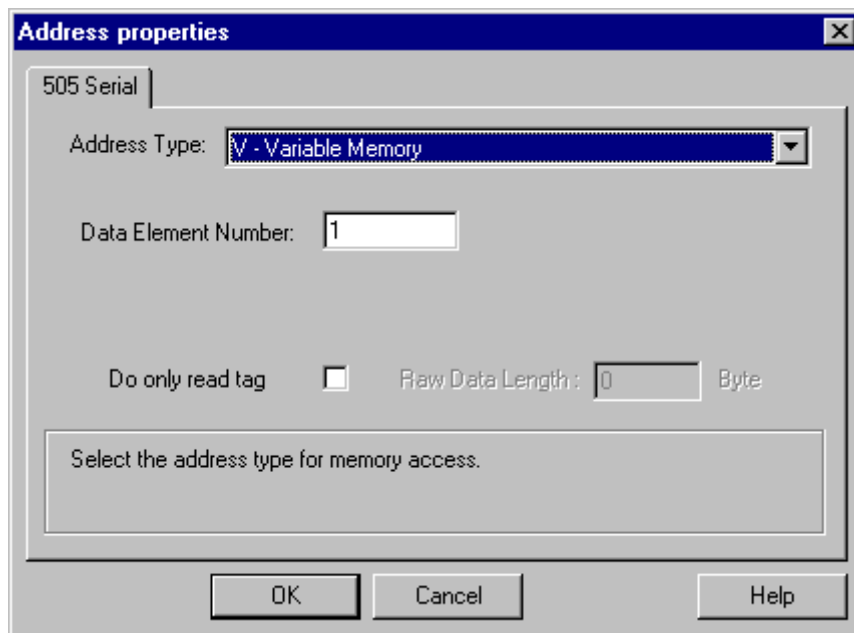 Address properties
505 Serial
Address Type: V - Variable Memory
Data Element Number: 1
Do only read tag Raw Data Length : 0 Byte
Select the address type for memory access.
OK Cancel Help